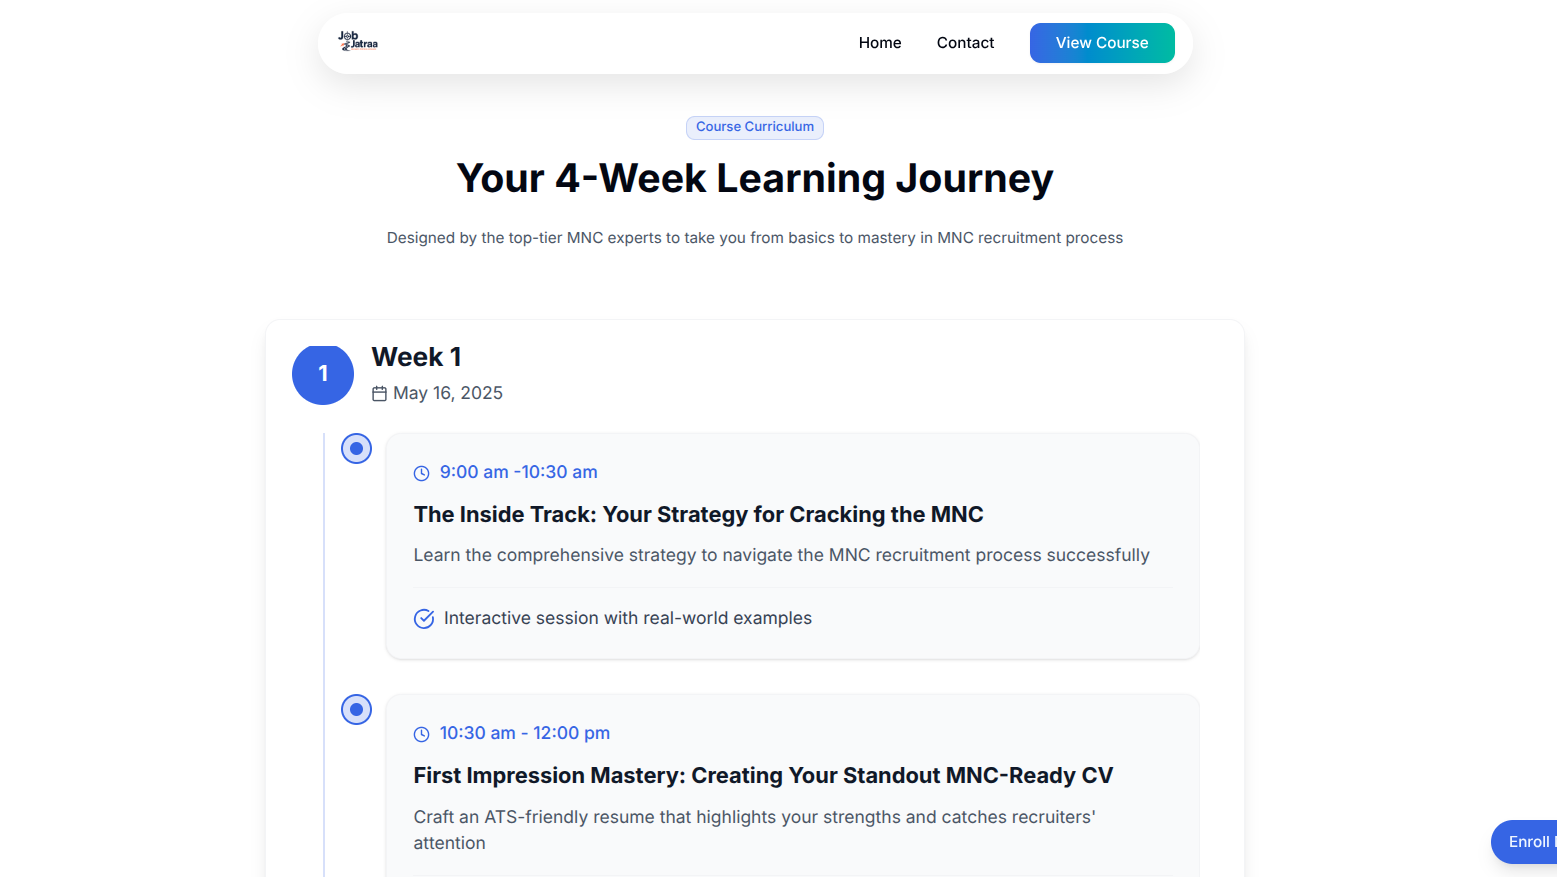 Job
Jatraa
Home
Contact
View Course
Course Curriculum
Your 4-Week Learning Journey
Designed by the top-tier MNC experts to take you from basics to mastery in MNC recruitment process
1
Week 1
May 16, 2025
9:00 am -10:30 am
The Inside Track: Your Strategy for Cracking the MNC
Learn the comprehensive strategy to navigate the MNC recruitment process successfully
Interactive session with real-world examples
10:30 am - 12:00 pm
First Impression Mastery: Creating Your Standout MNC-Ready CV
Craft an ATS-friendly resume that highlights your strengths and catches recruiters'
attention
Enroll